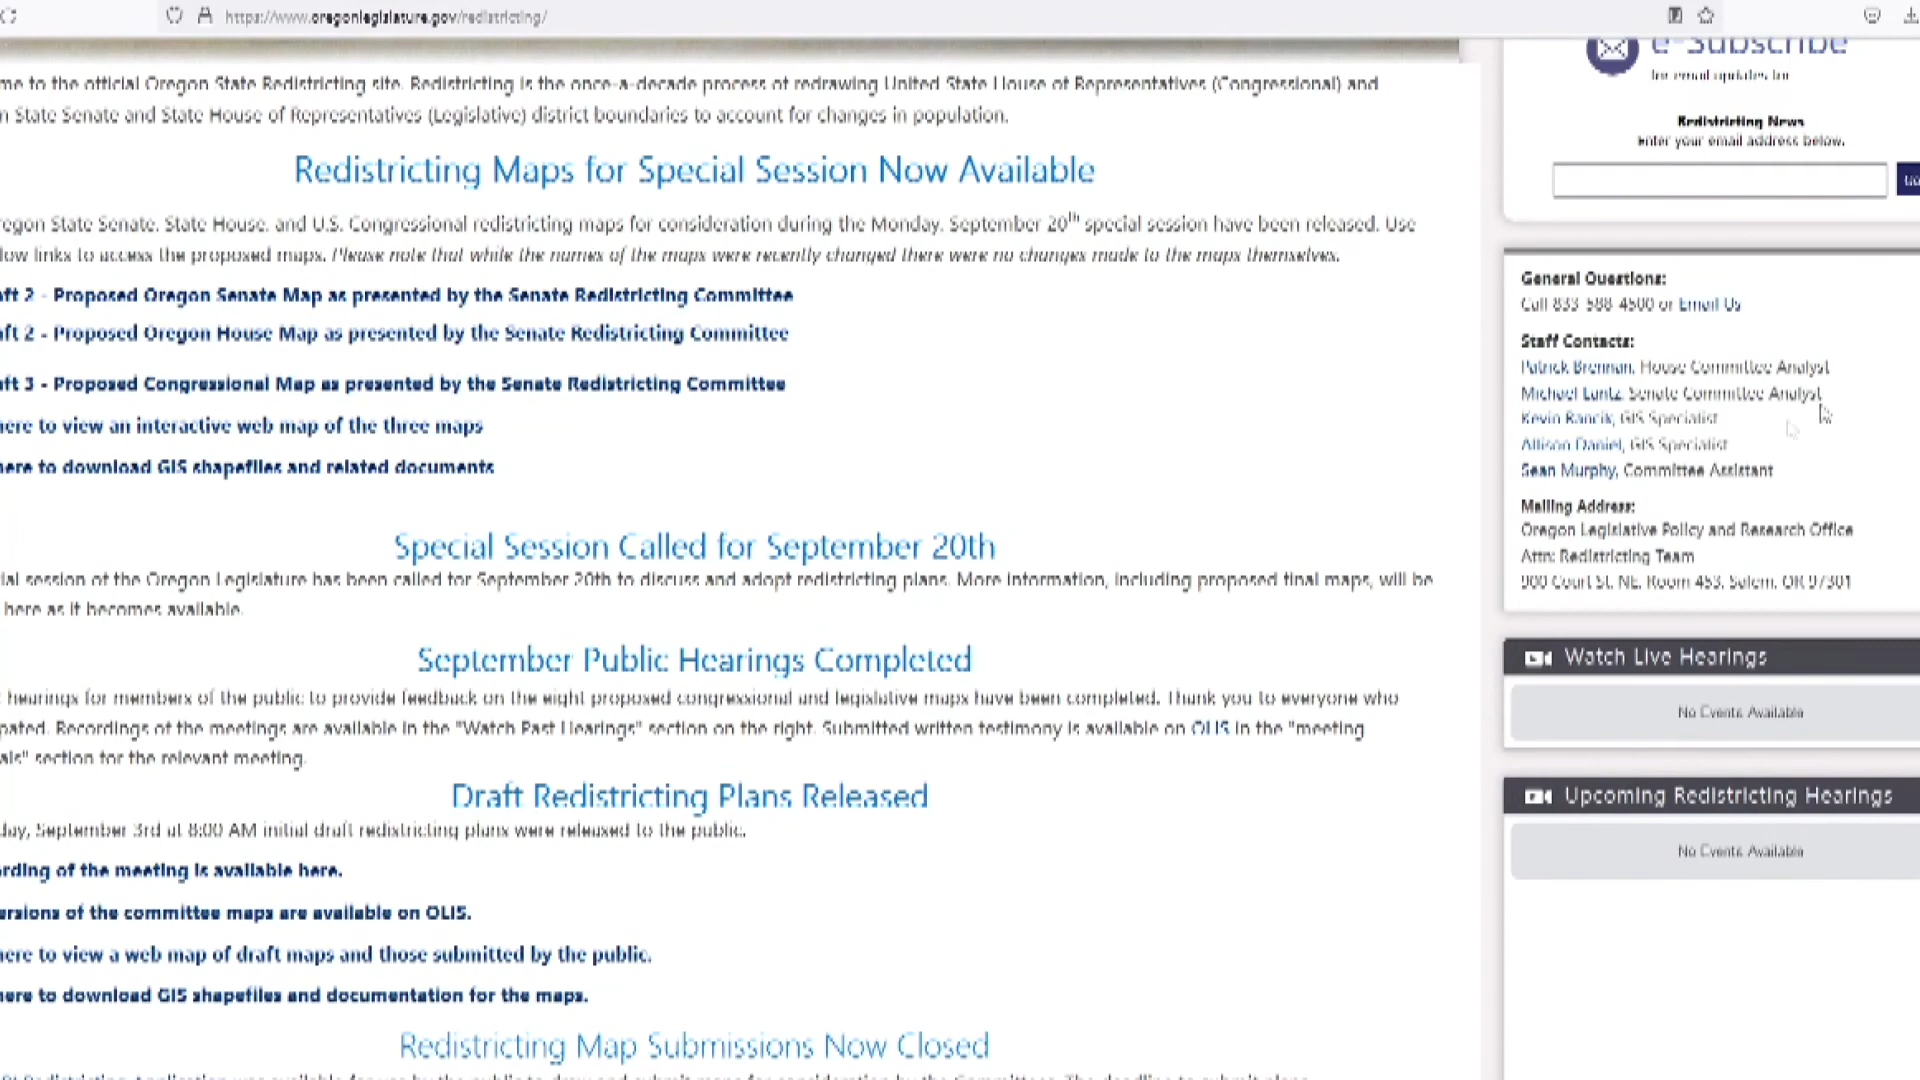 https://www.oregonlegislature.gov/redistricting/
me to the official Oregon State Redistricting site. Redistricting is the once-a-decade process of redrawing United State House of Representatives (Congressional) and
n State Senate and State House of Representatives (Legislative) district boundaries to account for changes in population.
Redistricting Maps for Special Session Now Available
regon State Senate, State House, and U.S. Congressional redistricting maps for consideration during the Monday, September 20th special session have been released. Use
low links to access the proposed maps. Please note that while the names of the maps were recently changed there were no changes made to the maps themselves.
aft 2 - Proposed Oregon Senate Map as presented by the Senate Redistricting Committee
aft 2 - Proposed Oregon House Map as presented by the Senate Redistricting Committee
aft 3 - Proposed Congressional Map as presented by the Senate Redistricting Committee
here to view an interactive web map of the three maps
here to download GIS shapefiles and related documents
Special Session Called for September 20th
ial session of the Oregon Legislature has been called for September 20th to discuss and adopt redistricting plans. More information, including proposed final maps, will be
here as it becomes available.
September Public Hearings Completed
hearings for members of the public to provide feedback on the eight proposed congressional and legislative maps have been completed. Thank you to everyone who
pated. Recordings of the meetings are available in the "Watch Past Hearings" section on the right. Submitted written testimony is available on OLIS in the "meeting
als" section for the relevant meeting.
Draft Redistricting Plans Released
day, September 3rd at 8:00 AM initial draft redistricting plans were released to the public.
ording of the meeting is available here.
ersions of the committee maps are available on OLIS.
here to view a web map of draft maps and those submitted by the public.
here to download GIS shapefiles and documentation for the maps.
Redistricting Map Submissions Now Closed
e-Subscribe
for email updates for
Redistricting News
Enter your email address below.
General Questions:
Call 833-588-4500 or Email Us
Staff Contacts:
Patrick Brennan, House Committee Analyst
Michael Lantz, Senate Committee Analyst
Kevin Rancik, GIS Specialist
Allison Daniel, GIS Specialist
Sean Murphy, Committee Assistant
Mailing Address:
Oregon Legislative Policy and Research Office
Attn: Redistricting Team
900 Court St. NE, Room 453, Salem, OR 97301
Watch Live Hearings
No Events Available
Upcoming Redistricting Hearings
No Events Available